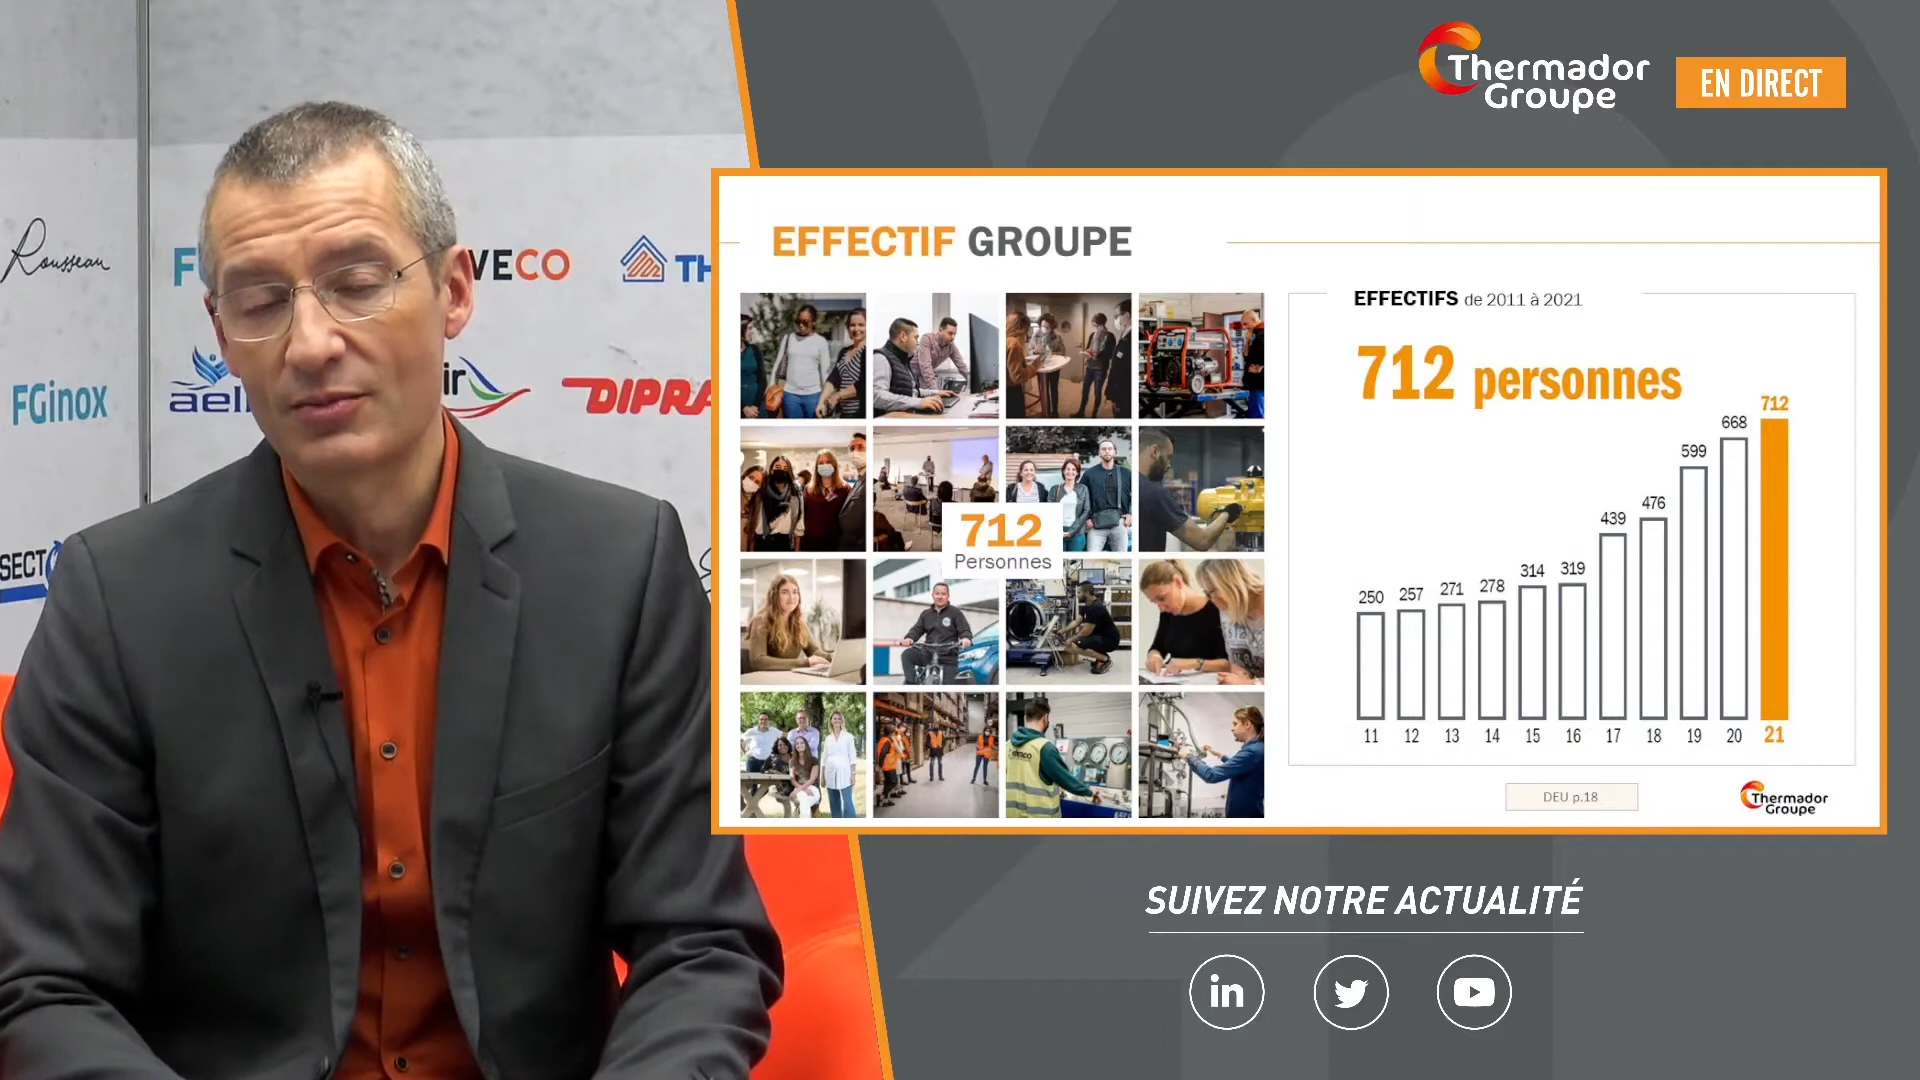 Thermador
Groupe
EN DIRECT
Rousseau
VECO
FGinox
DIPRA
SECT
EFFECTIF GROUPE
712
Personnes
EFFECTIFS de 2011 à 2021
712 personnes
250 257 271 278 314 319 439 476 599 668 712
11 12 13 14 15 16 17 18 19 20 21
DEU p.18
Thermador
Groupe
SUIVEZ NOTRE ACTUALITÉ
in